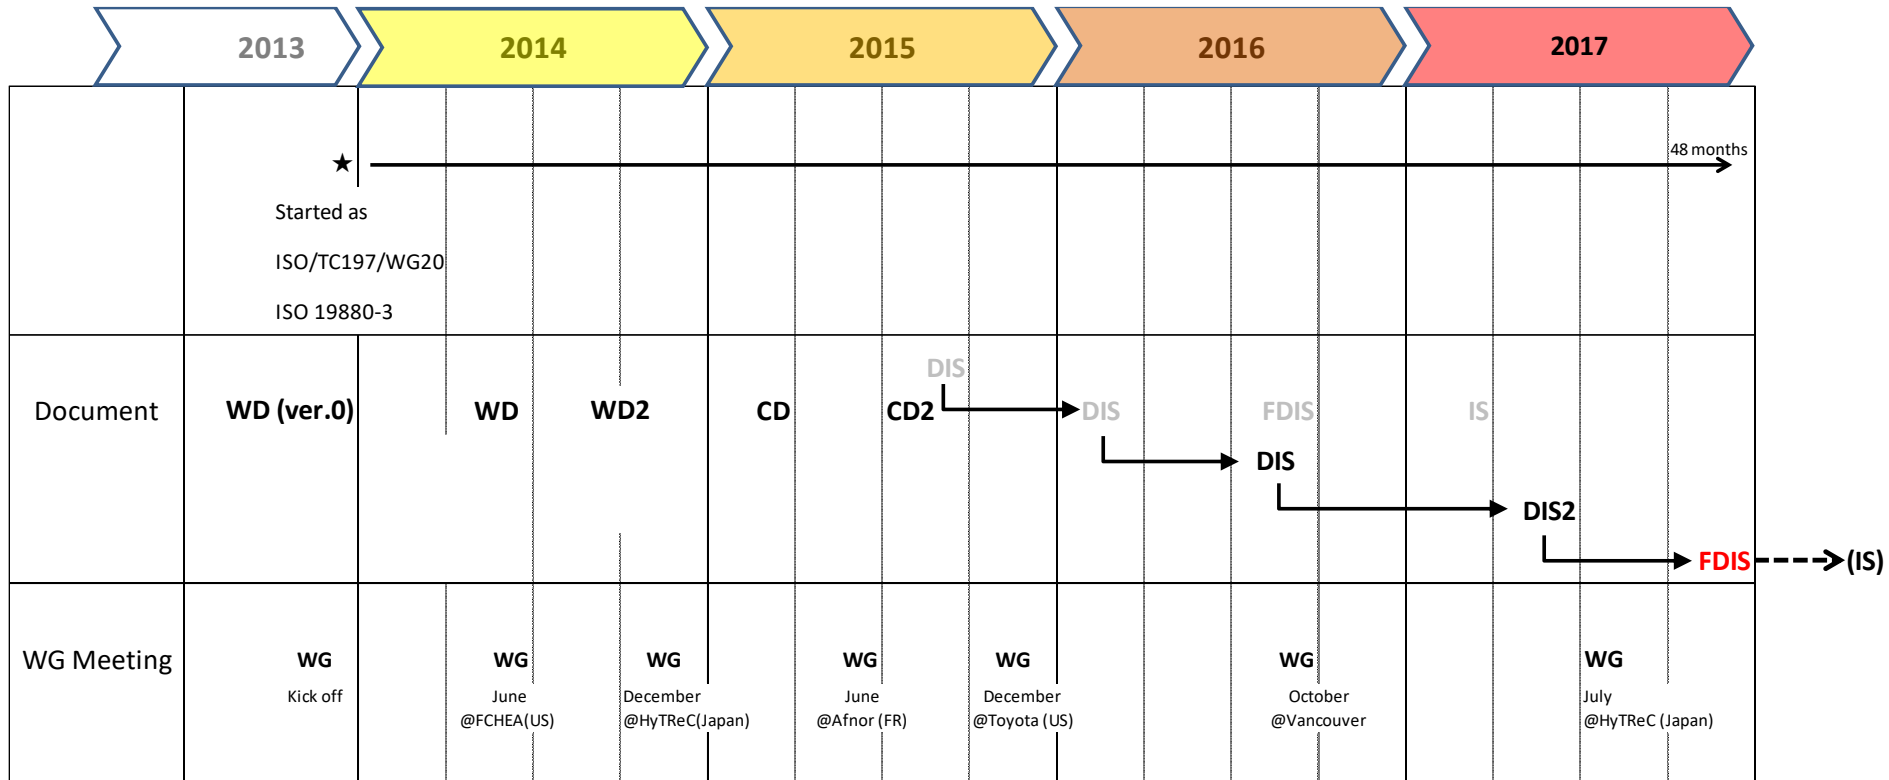 2013 2014 2015 2016 2017
★ 48 months
Started as
ISO/TC197/WG20
ISO 19880-3
DIS
Document WD (ver.0) WD WD2 CD CD2 DIS FDIS IS
DIS
DIS2
FDIS (IS)
WG Meeting WG WG WG WG WG WG WG
Kick off June December June December October July
@FCHEA(US) @HyTReC(Japan) @Afnor (FR) @Toyota (US) @Vancouver @HyTReC (Japan)